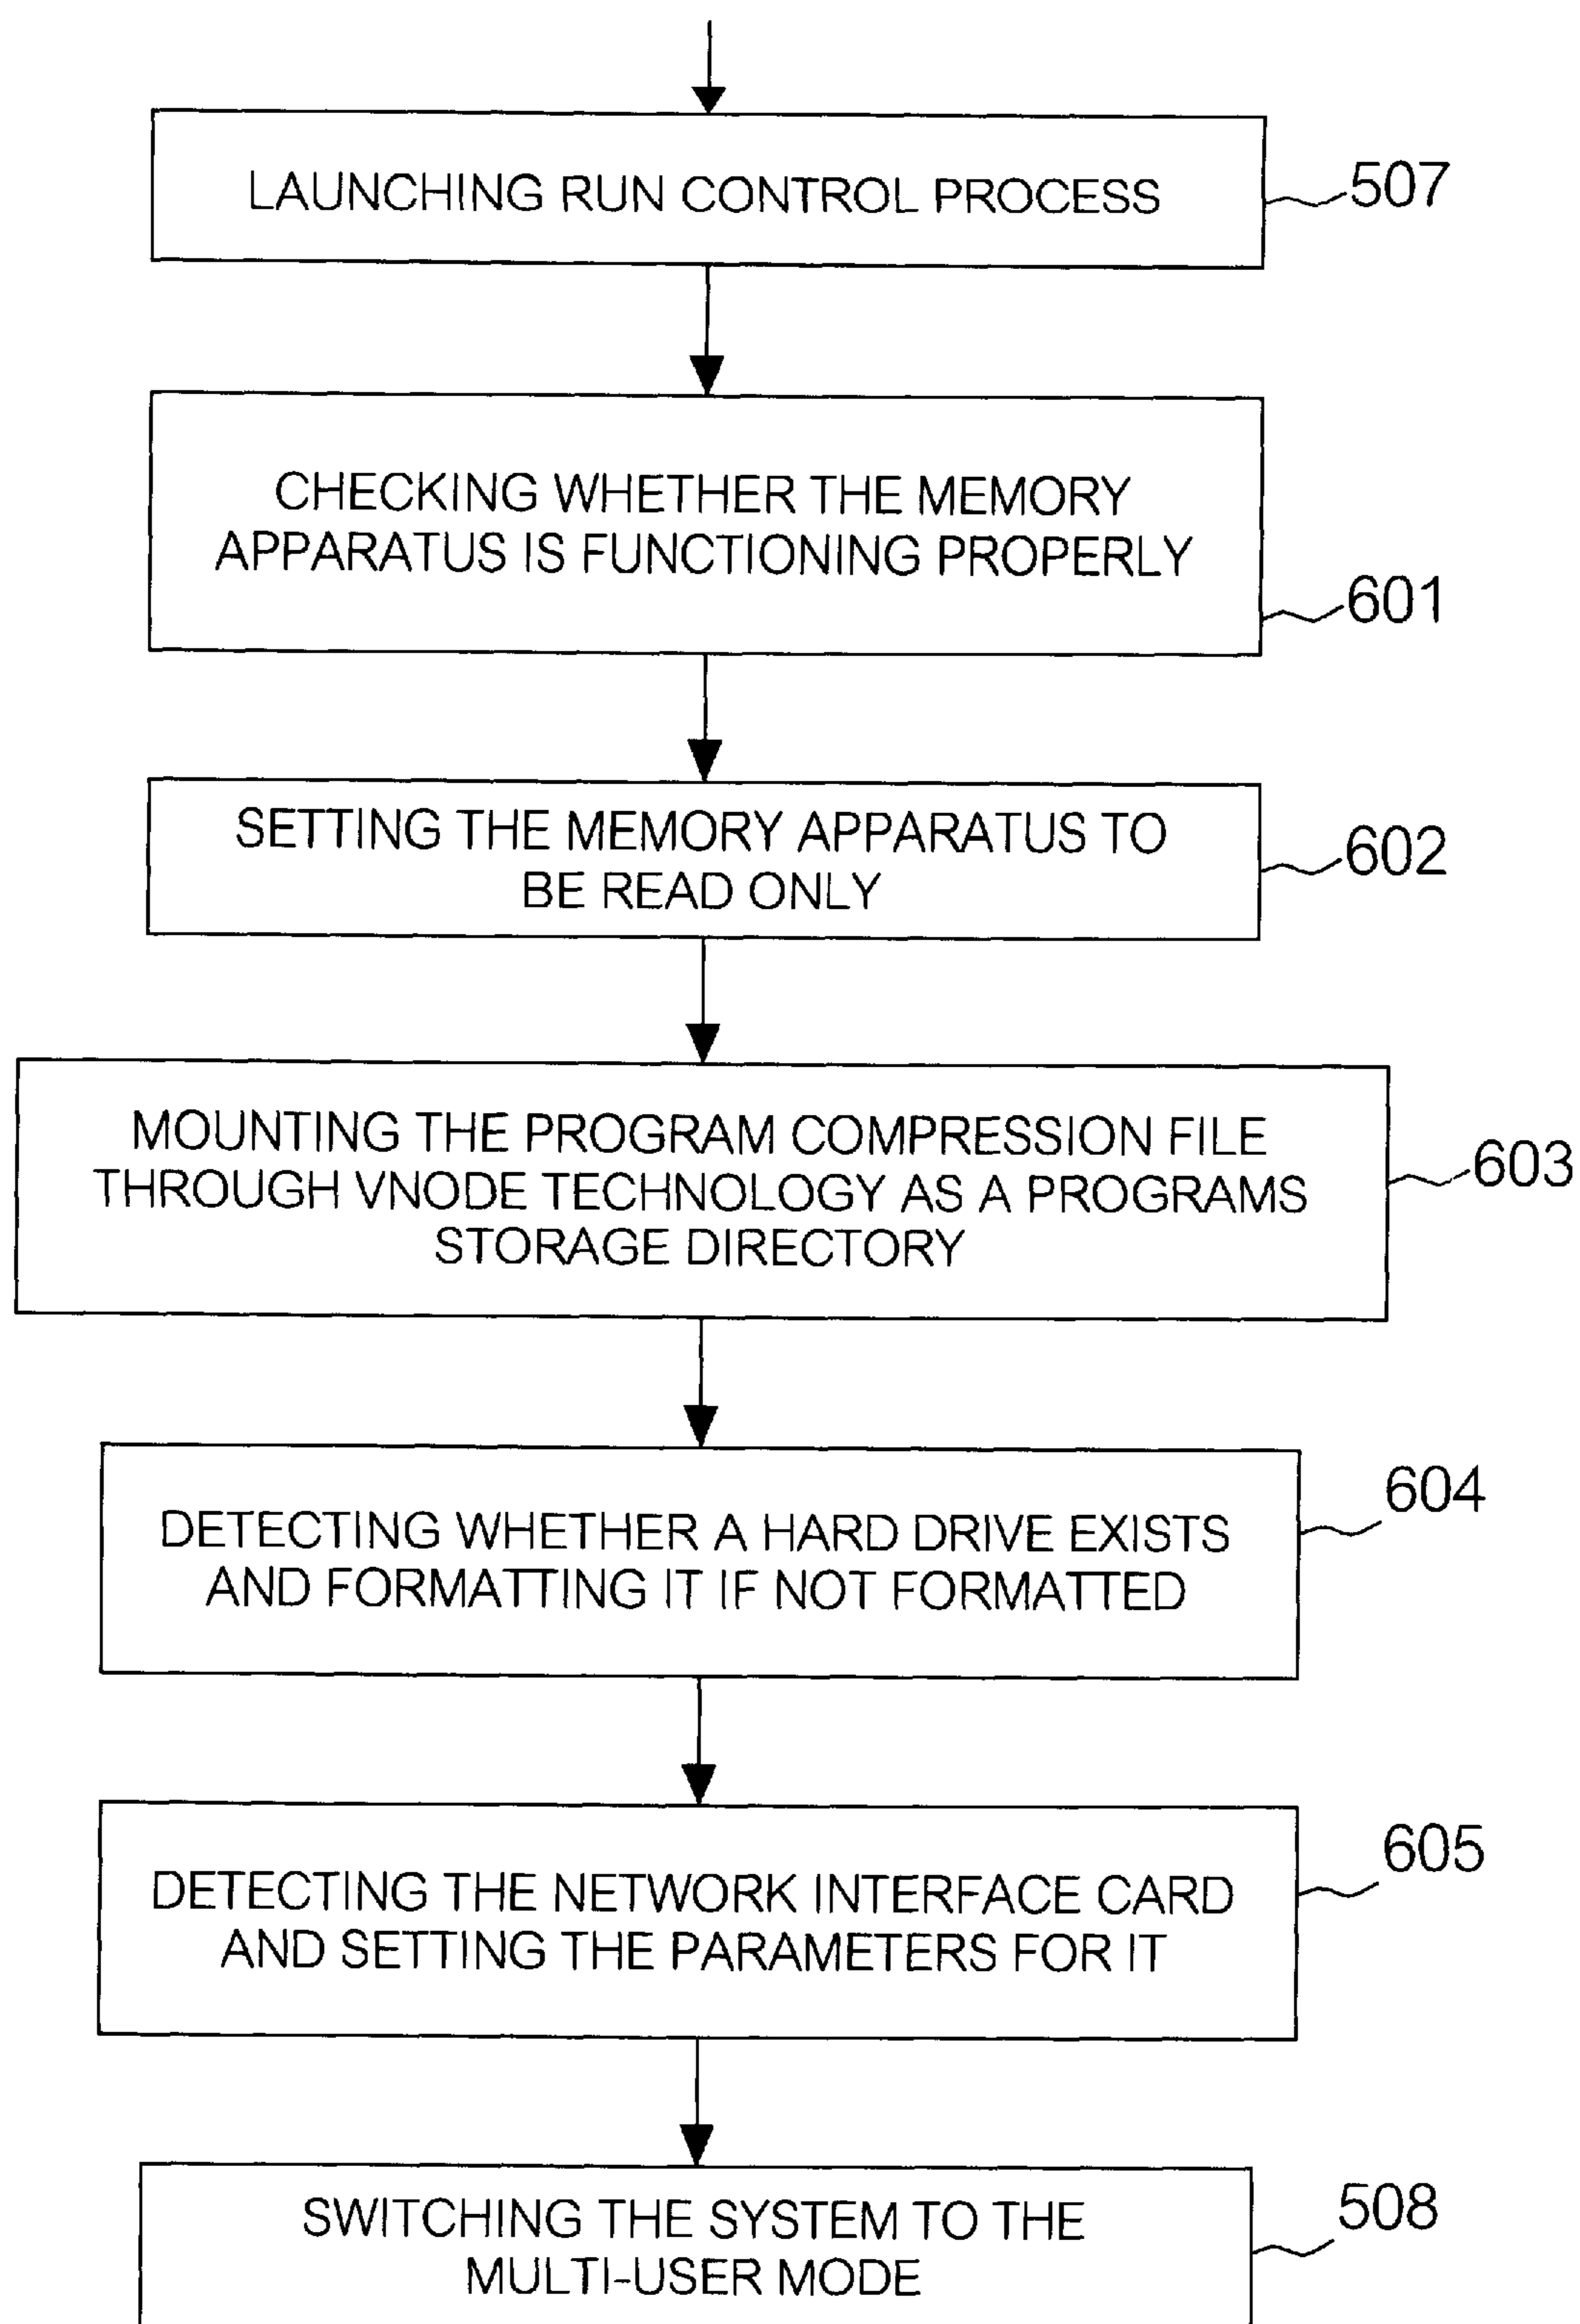 LAUNCHING RUN CONTROL PROCESS
507
CHECKING WHETHER THE MEMORY
APPARATUS IS FUNCTIONING PROPERLY
601
SETTING THE MEMORY APPARATUS TO
BE READ ONLY
602
MOUNTING THE PROGRAM COMPRESSION FILE
THROUGH VNODE TECHNOLOGY AS A PROGRAMS
STORAGE DIRECTORY
603
DETECTING WHETHER A HARD DRIVE EXISTS
AND FORMATTING IT IF NOT FORMATTED
604
DETECTING THE NETWORK INTERFACE CARD
AND SETTING THE PARAMETERS FOR IT
605
SWITCHING THE SYSTEM TO THE
MULTI-USER MODE
508